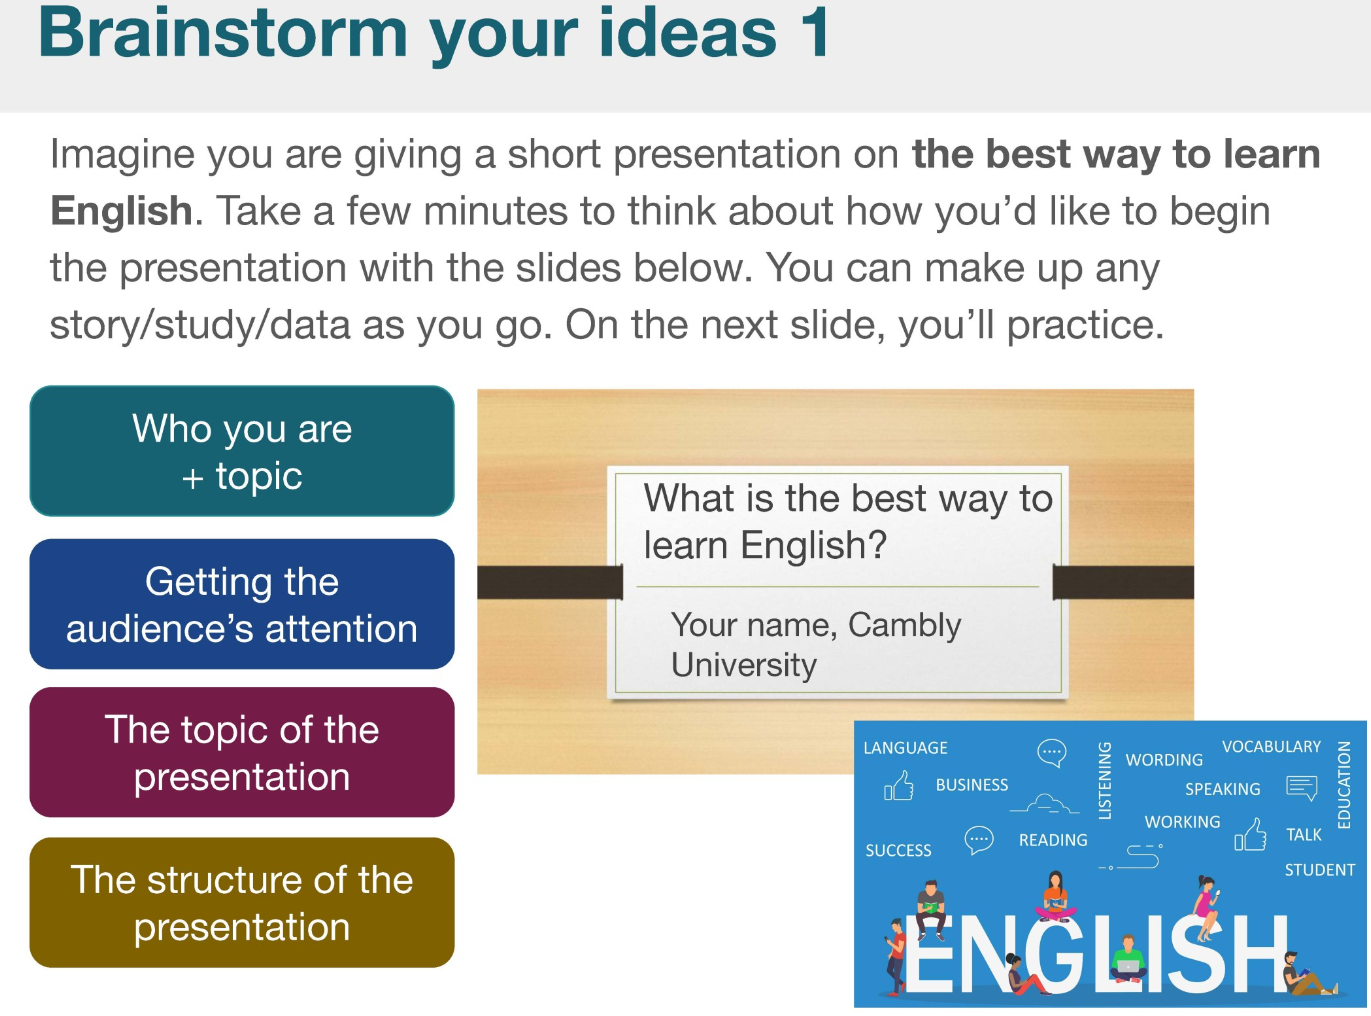 Brainstorm your ideas 1
Imagine you are giving a short presentation on the best way to learn
English. Take a few minutes to think about how you’d like to begin
the presentation with the slides below. You can make up any
story/study/data as you go. On the next slide, you’ll practice.
Who you are
+ topic
Getting the
audience’s attention
The topic of the
presentation
The structure of the
presentation
What is the best way to
learn English?
Your name, Cambly
University
LANGUAGE
BUSINESS
LISTENING
WORDING
VOCABULARY
EDUCATION
SPEAKING
WORKING
TALK
READING
SUCCESS
STUDENT
ENGLISH